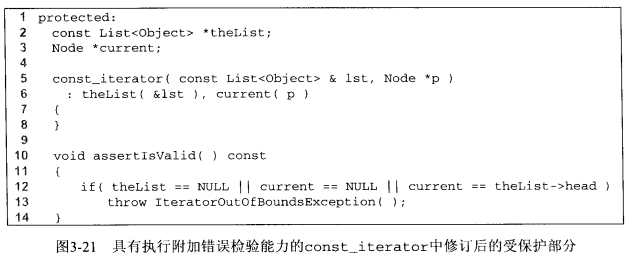 1 protected:
2 const List<Object> *theList;
3 Node *current;
4
5 const_iterator( const List<Object> & lst, Node *p )
6 : theList( &lst ), current( p )
7 {
8 }
9
10 void assertIsValid( ) const
11 {
12 if( theList == NULL || current == NULL || current == theList->head )
13 throw IteratorOutOfBoundsException( );
14 }
图3-21 具有执行附加错误检验能力的const_iterator中修订后的受保护部分